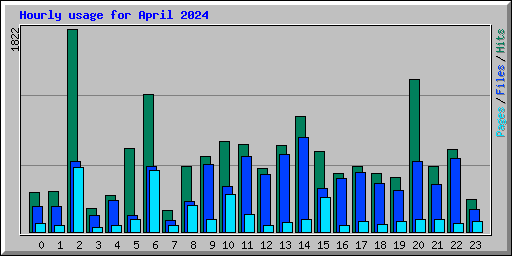 Hourly usage for April 2024
1822
Pages / Files / Hits
0 1 2 3 4 5 6 7 8 9 10 11 12 13 14 15 16 17 18 19 20 21 22 23